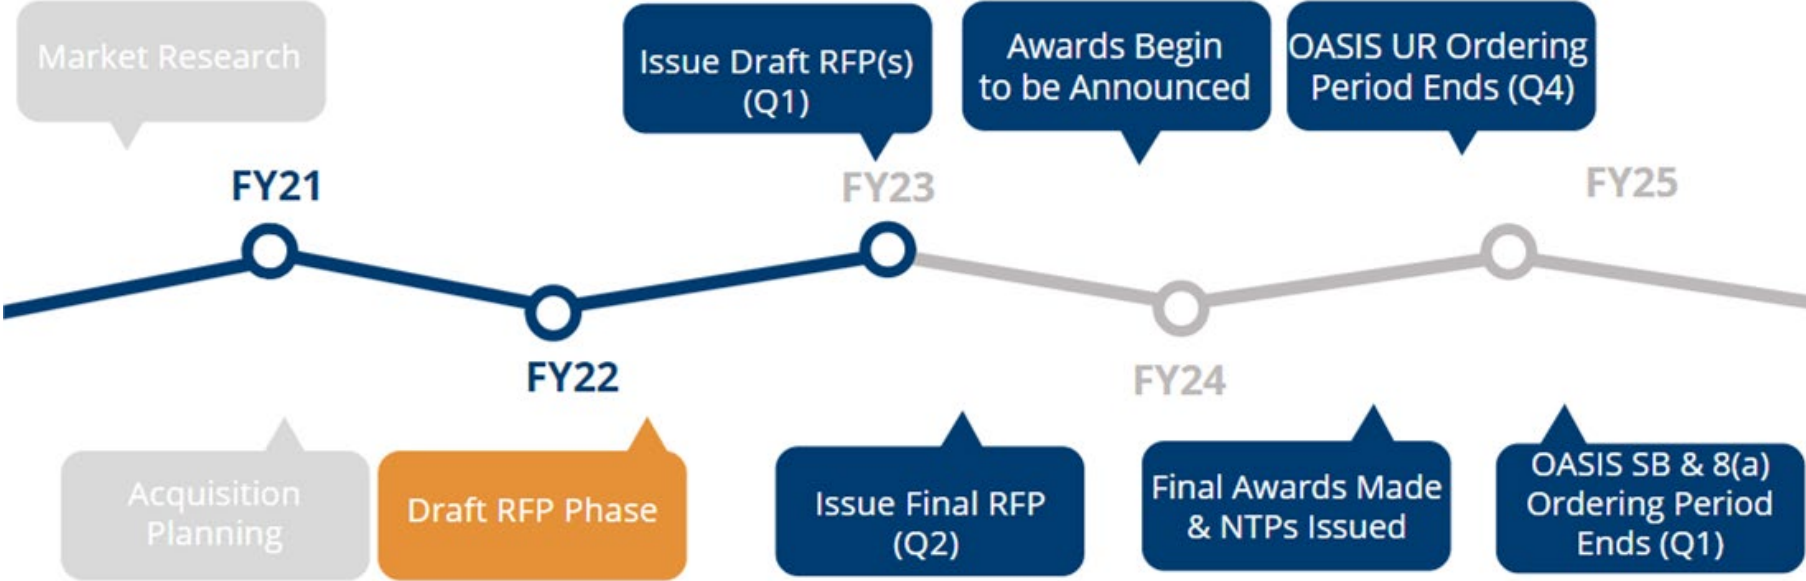 Market Research
Issue Draft RFP(s)
(Q1)
Awards Begin
to be Announced
OASIS UR Ordering
Period Ends (Q4)
FY21
FY23
FY25
FY22
FY24
Acquisition
Planning
Draft RFP Phase
Issue Final RFP
(Q2)
Final Awards Made
& NTPs Issued
OASIS SB & 8(a)
Ordering Period
Ends (Q1)